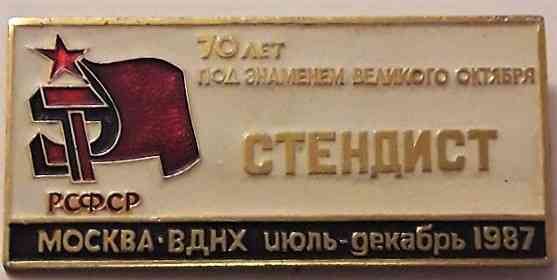 70 ЛЕТ
ПОД ЗНАМЕНЕМ ВЕЛИКОГО ОКТЯБРЯ
СТЕНДИСТ
РСФСР
МОСКВА·ВДНХ июль-декабрь 1987